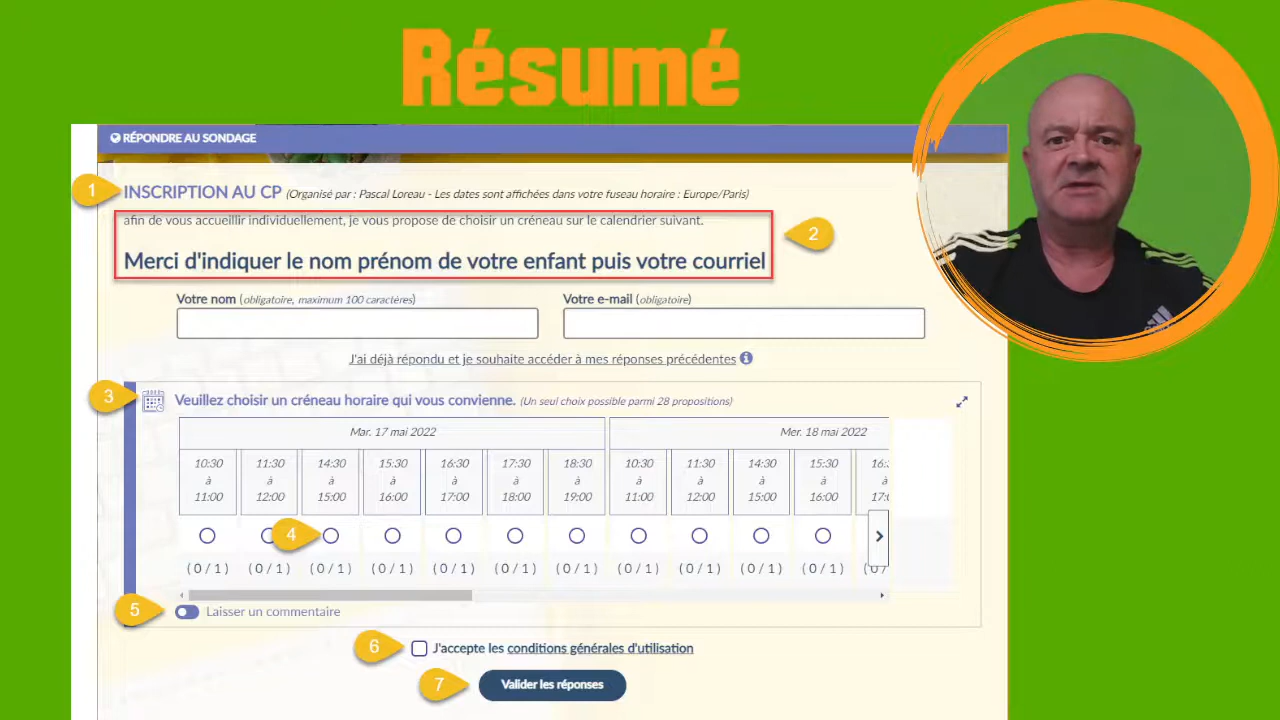 Résumé
RÉPONDRE AU SONDAGE
1
INSCRIPTION AU CP (Organisé par : Pascal Loreau - Les dates sont affichées dans votre fuseau horaire : Europe/Paris)
afin de vous accueillir individuellement, je vous propose de choisir un créneau sur le calendrier suivant.
2
Merci d'indiquer le nom prénom de votre enfant puis votre courriel
Votre nom (obligatoire, maximum 100 caractères) Votre e-mail (obligatoire)
J'ai déjà répondu et je souhaite accéder à mes réponses précédentes
3
Veuillez choisir un créneau horaire qui vous convienne. (Un seul choix possible parmi 28 propositions)
Mar. 17 mai 2022 Mer. 18 mai 2022
10:30 11:30 14:30 15:30 16:30 17:30 18:30 10:30 11:30 14:30 15:30 16:
à à à à à à à à à à à à
11:00 12:00 15:00 16:00 17:00 18:00 19:00 11:00 12:00 15:00 16:00 17:0
4
( 0 / 1 ) ( 0 / 1 ) ( 0 / 1 ) ( 0 / 1 ) ( 0 / 1 ) ( 0 / 1 ) ( 0 / 1 ) ( 0 / 1 ) ( 0 / 1 ) ( 0 / 1 ) ( 0 / 1 ) ( 0 /
5
Laisser un commentaire
6
J'accepte les conditions générales d'utilisation
7
Valider les réponses